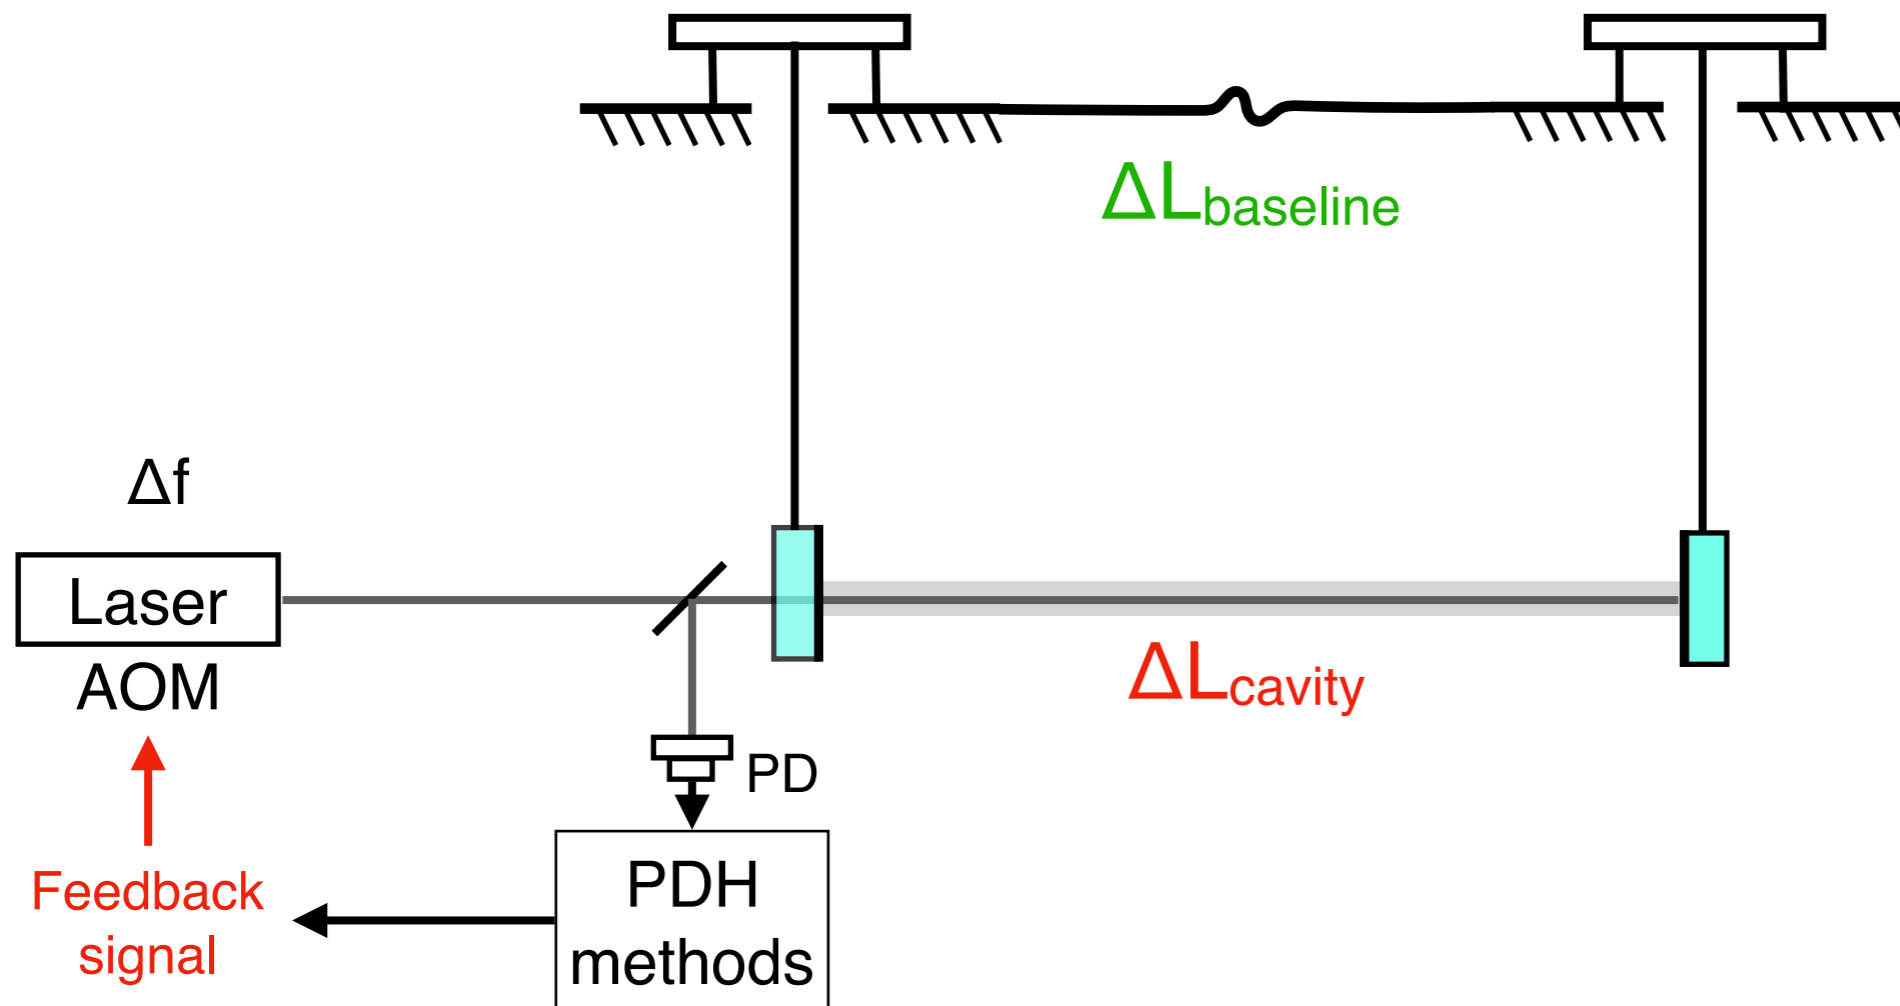 ΔLbaseline
Δf
Laser
AOM
ΔLcavity
PD
PDH
methods
Feedback
signal